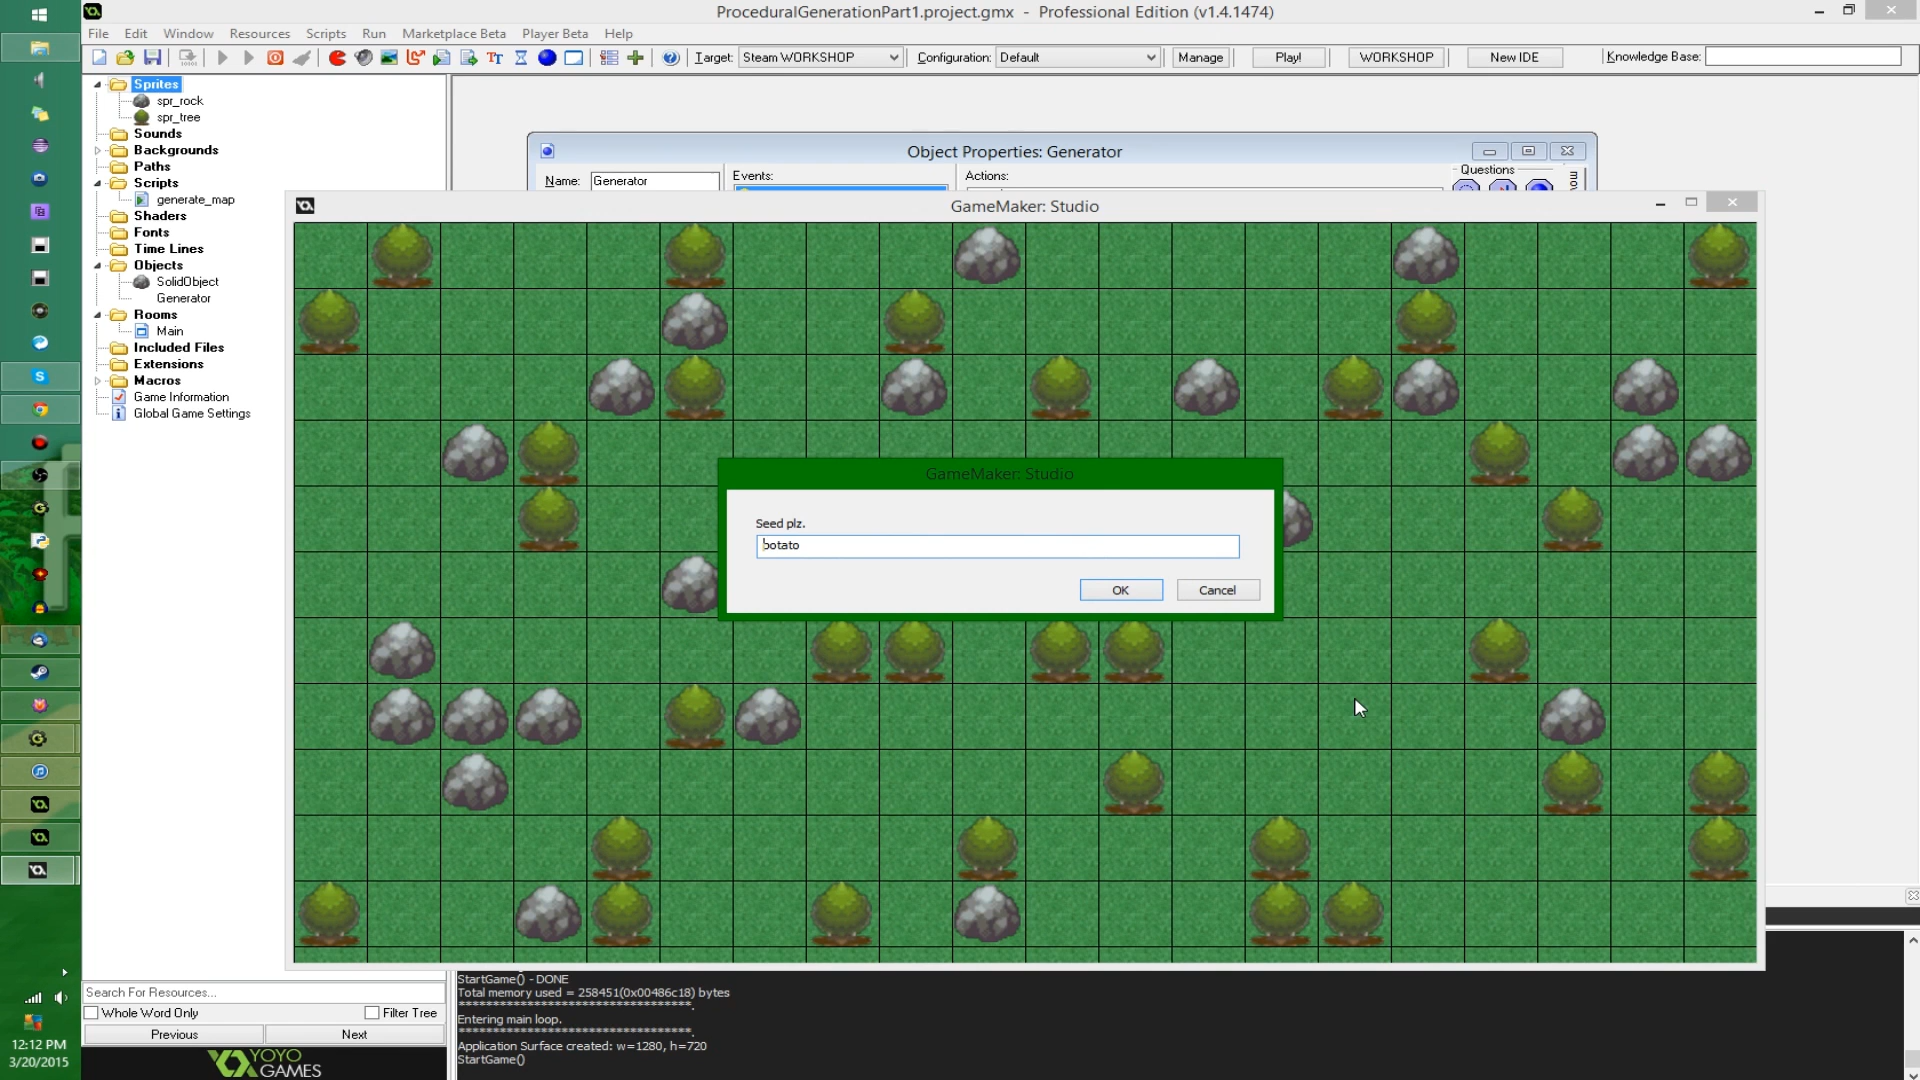 ProceduralGenerationPart1.project.gmx - Professional Edition (v1.4.1474)
File Edit Window Resources Scripts Run Marketplace Beta Player Beta Help
Target: Steam WORKSHOP Configuration: Default Manage Play! WORKSHOP New IDE Knowledge Base:
Sprites
spr_rock
spr_tree
Sounds
Backgrounds
Paths
Scripts
generate_map
Shaders
Fonts
Time Lines
Objects
SolidObject
Generator
Rooms
Main
Included Files
Extensions
Macros
Game Information
Global Game Settings
Object Properties: Generator
Name: Generator Events: Actions: Questions
GameMaker: Studio
GameMaker: Studio
Seed plz.
potato
OK Cancel
Search For Resources...
Whole Word Only Filter Tree
Previous Next
YOYO
GAMES
12:12 PM
3/20/2015
StartGame() - DONE
Total memory used = 258451(0x00486c18) bytes
**********************************.
Entering main loop.
**********************************.
Application Surface created: w=1280, h=720
StartGame()